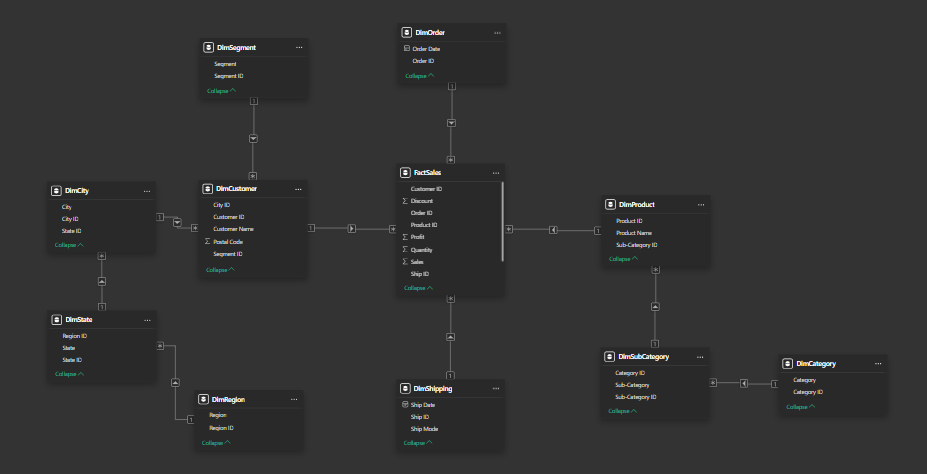 DimOrder
Order Date
Order ID
Collapse
DimSegment
Segment
Segment ID
Collapse
1
1
*
*
DimCity
City
City ID
State ID
Collapse
1
*
*
DimCustomer
City ID
Customer ID
Customer Name
Σ Postal Code
Segment ID
Collapse
1
*
FactSales
Customer ID
Σ Discount
Order ID
Product ID
Σ Profit
Σ Quantity
Σ Sales
Ship ID
Collapse
*
1
*
DimProduct
Product ID
Product Name
Sub-Category ID
Collapse
*
1
DimState
Region ID
State
State ID
Collapse
1
*
DimRegion
Region
Region ID
Collapse
1
DimShipping
Ship Date
Ship ID
Ship Mode
Collapse
1
DimSubCategory
Category ID
Sub-Category
Sub-Category ID
Collapse
*
1
DimCategory
Category
Category ID
Collapse